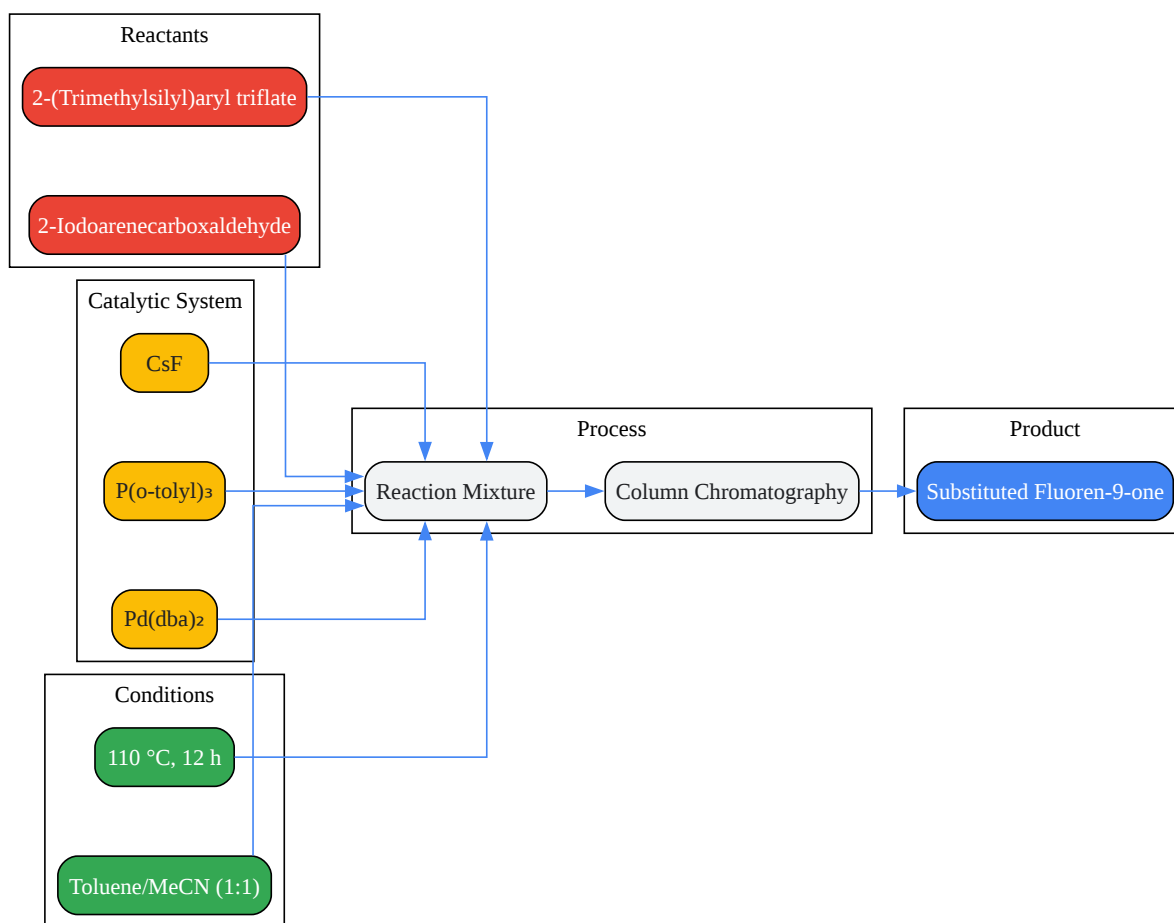 Reactants
2-(Trimethylsilyl)aryl triflate
2-Iodoarenecarboxaldehyde
Catalytic System
CsF
P(o-tolyl)₃
Pd(dba)₂
Conditions
110 °C, 12 h
Toluene/MeCN (1:1)
Process
Reaction Mixture
Column Chromatography
Product
Substituted Fluoren-9-one